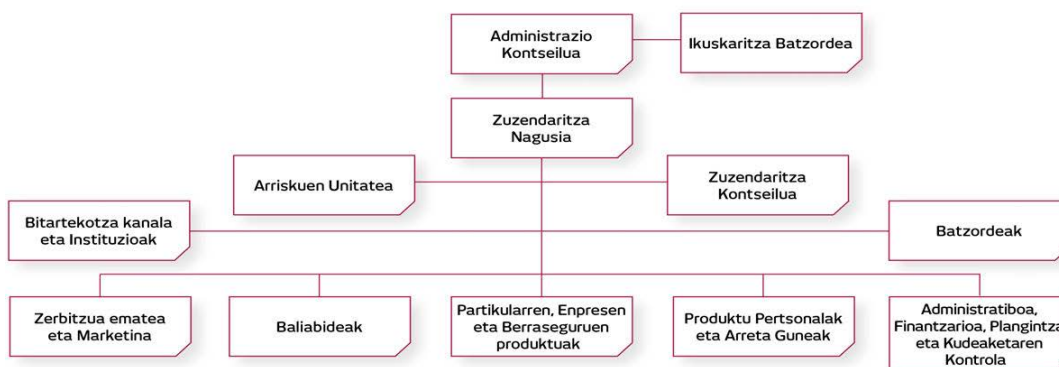 Administrazio
Kontseilua
Ikuskaritza Batzordea
Zuzendaritza
Nagusia
Arriskuen Unitatea
Zuzendaritza
Kontseilua
Bitartekotza kanala
eta Instituzioak
Batzordeak
Zerbitzua ematea
eta Marketina
Baliabideak
Partikularren, Enpresen
eta Berraseguruen
produktuak
Produktu Pertsonalak
eta Arreta Guneak
Administratiboa,
Finantzarioa, Plangintza
eta Kudeaketaren
Kontrola